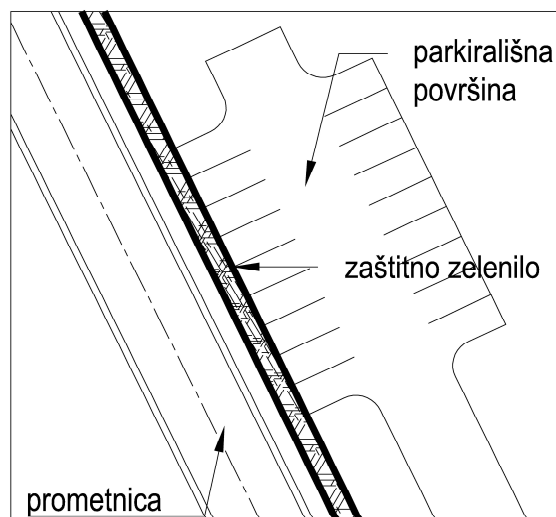 parkirališna
površina
zaštitno zelenilo
prometnica